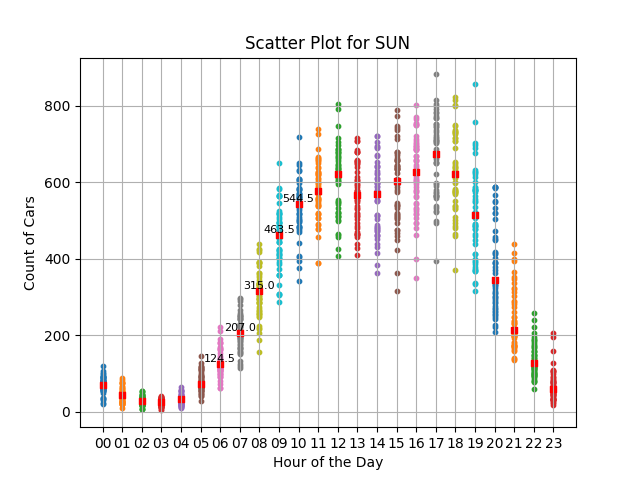 Scatter Plot for SUN
Count of Cars
800
600
400
200
0
544.5
463.5
315.0
207.0
124.5
00 01 02 03 04 05 06 07 08 09 10 11 12 13 14 15 16 17 18 19 20 21 22 23
Hour of the Day